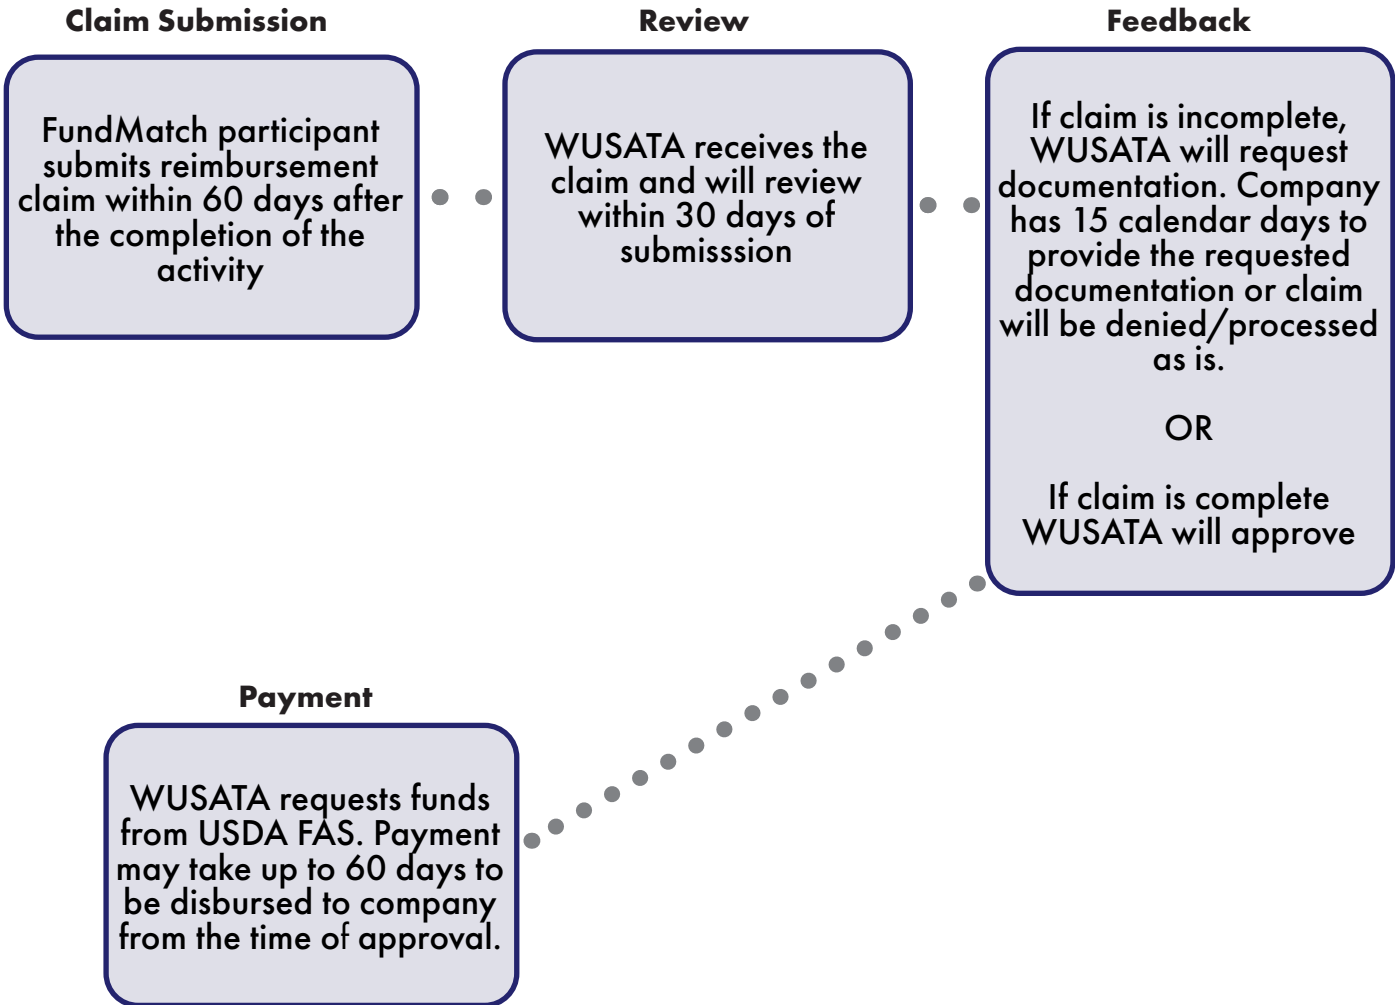 Claim Submission
FundMatch participant
submits reimbursement
claim within 60 days after
the completion of the
activity
Review
WUSATA receives the
claim and will review
within 30 days of
submisssion
Feedback
If claim is incomplete,
WUSATA will request
documentation. Company
has 15 calendar days to
provide the requested
documentation or claim
will be denied/processed
as is.
OR
If claim is complete
WUSATA will approve
Payment
WUSATA requests funds
from USDA FAS. Payment
may take up to 60 days to
be disbursed to company
from the time of approval.